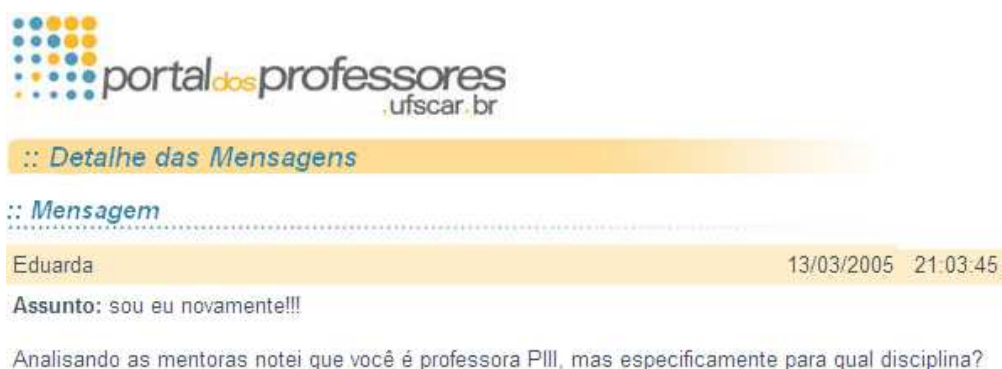 portaldosprofessores
.ufscar.br
:: Detalhe das Mensagens
:: Mensagem
Eduarda 13/03/2005 21:03:45
Assunto: sou eu novamente!!!
Analisando as mentoras notei que você é professora PIII, mas especificamente para qual disciplina?